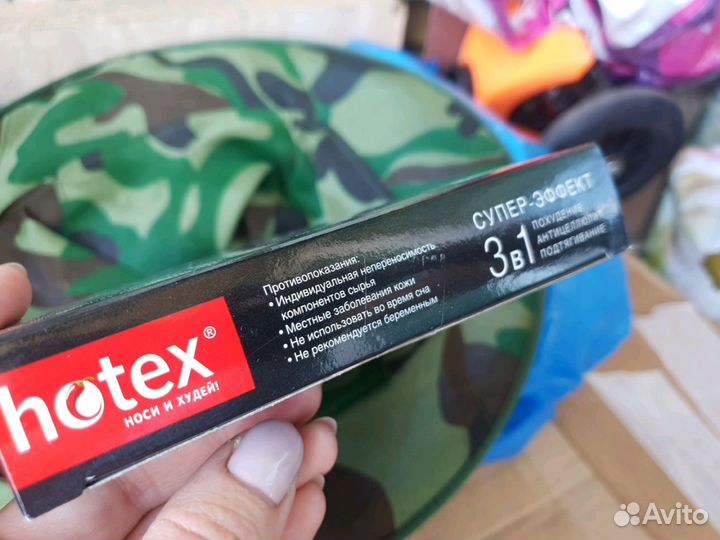 hotex®
НОСИ И ХУДЕЙ!
Противопоказания:
• Индивидуальная непереносимость
компонентов сырья
• Местные заболевания кожи
• Не использовать во время сна
• Не рекомендуется беременным
СУПЕР-ЭФФЕКТ
3в1
ПОХУДЕНИЕ
АНТИЦЕЛЛЮЛИТ
ПОДТЯГИВАНИЕ
Avito